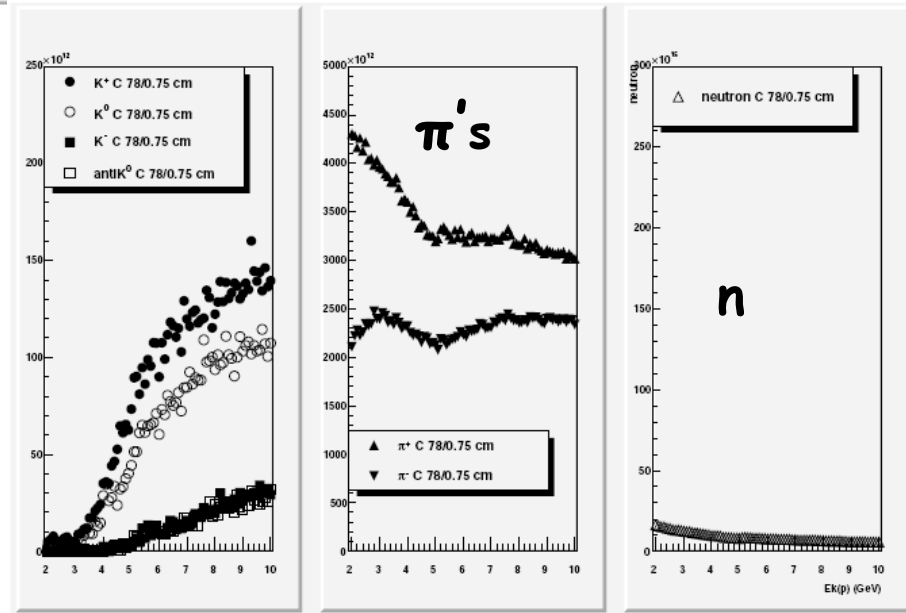 250×10¹²
K⁺ C 78/0.75 cm
K⁰ C 78/0.75 cm
K⁻ C 78/0.75 cm
antiK⁰ C 78/0.75 cm
200
150
100
50
0
2 3 4 5 6 7 8 9 10
5000×10¹²
π's
4500
4000
3500
3000
2500
2000
1500
π⁺ C 78/0.75 cm
π⁻ C 78/0.75 cm
1000
500
0
2 3 4 5 6 7 8 9 10
300×10¹⁵
neutron
neutron C 78/0.75 cm
250
200
150
n
100
50
0
2 3 4 5 6 7 8 9 10
Ek(p) (GeV)